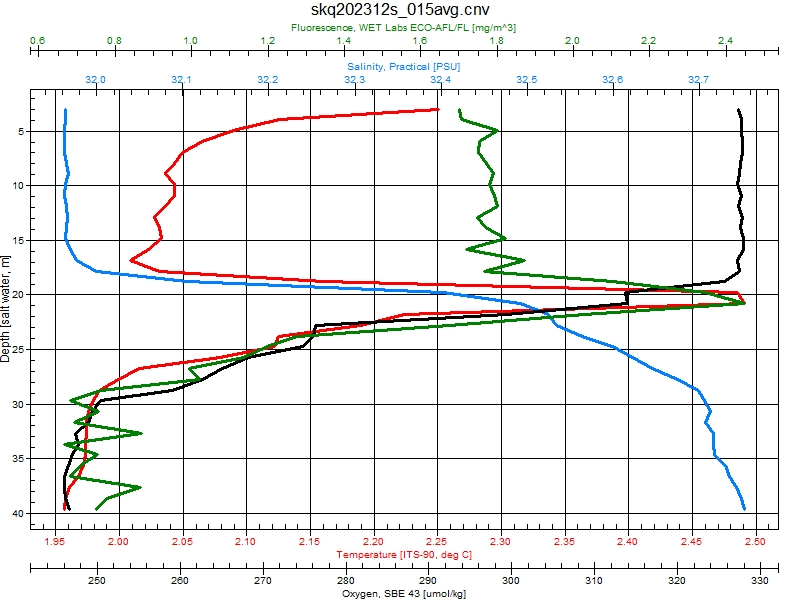 skq202312s_015avg.cnv
Fluorescence, WET Labs ECO-AFL/FL [mg/m^3]
0.6 0.8 1.0 1.2 1.4 1.6 1.8 2.0 2.2 2.4
Salinity, Practical [PSU]
32.0 32.1 32.2 32.3 32.4 32.5 32.6 32.7
5
10
15
20
25
30
35
40
Depth [salt water, m]
1.95 2.00 2.05 2.10 2.15 2.20 2.25 2.30 2.35 2.40 2.45 2.50
Temperature [ITS-90, deg C]
250 260 270 280 290 300 310 320 330
Oxygen, SBE 43 [umol/kg]